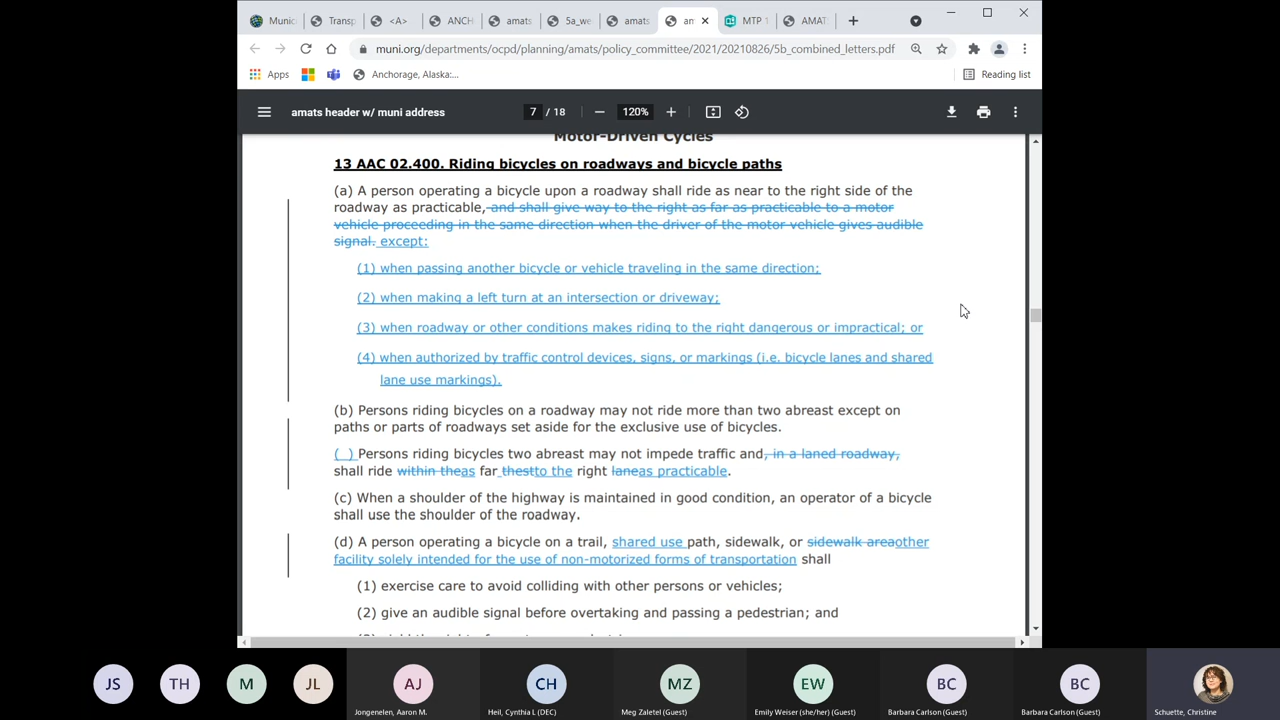 Munic
Transp
<A>
ANCH
amats
5a_we
amats
am
MTP
AMAT
muni.org/departments/ocpd/planning/amats/policy_committee/2021/20210826/5b_combined_letters.pdf
Apps
Anchorage, Alaska:...
Reading list
amats header w/ muni address
7 / 18
120%
Motor-Driven Cycles
13 AAC 02.400. Riding bicycles on roadways and bicycle paths
(a) A person operating a bicycle upon a roadway shall ride as near to the right side of the
roadway as practicable, and shall give way to the right as far as practicable to a motor
vehicle proceeding in the same direction when the driver of the motor vehicle gives audible
signal. except:
(1) when passing another bicycle or vehicle traveling in the same direction;
(2) when making a left turn at an intersection or driveway;
(3) when roadway or other conditions makes riding to the right dangerous or impractical; or
(4) when authorized by traffic control devices, signs, or markings (i.e. bicycle lanes and shared
lane use markings).
(b) Persons riding bicycles on a roadway may not ride more than two abreast except on
paths or parts of roadways set aside for the exclusive use of bicycles.
( ) Persons riding bicycles two abreast may not impede traffic and, in a laned roadway,
shall ride within theas far thestto the right laneas practicable.
(c) When a shoulder of the highway is maintained in good condition, an operator of a bicycle
shall use the shoulder of the roadway.
(d) A person operating a bicycle on a trail, shared use path, sidewalk, or sidewalk areaother
facility solely intended for the use of non-motorized forms of transportation shall
(1) exercise care to avoid colliding with other persons or vehicles;
(2) give an audible signal before overtaking and passing a pedestrian; and
JS
TH
M
JL
AJ
CH
MZ
EW
BC
BC
Jongenelen, Aaron M.
Heil, Cynthia L (DEC)
Meg Zaletel (Guest)
Emily Weiser (she/her) (Guest)
Barbara Carlson (Guest)
Barbara Carlson (Guest)
Schuette, Christine